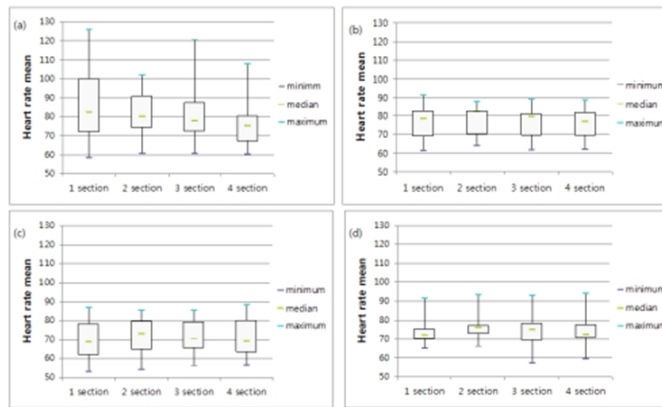 (a)
Heart rate mean
130
120
110
100
90
80
70
60
50
1 section
2 section
3 section
4 section
minimm
median
maximum
(b)
Heart rate mean
130
120
110
100
90
80
70
60
50
1 section
2 section
3 section
4 section
minimum
median
maximum
(c)
Heart rate mean
130
120
110
100
90
80
70
60
50
1 section
2 section
3 section
4 section
minimum
median
maximum
(d)
Heart rate mean
130
120
110
100
90
80
70
60
50
1 section
2 section
3 section
4 section
minimum
median
maximum